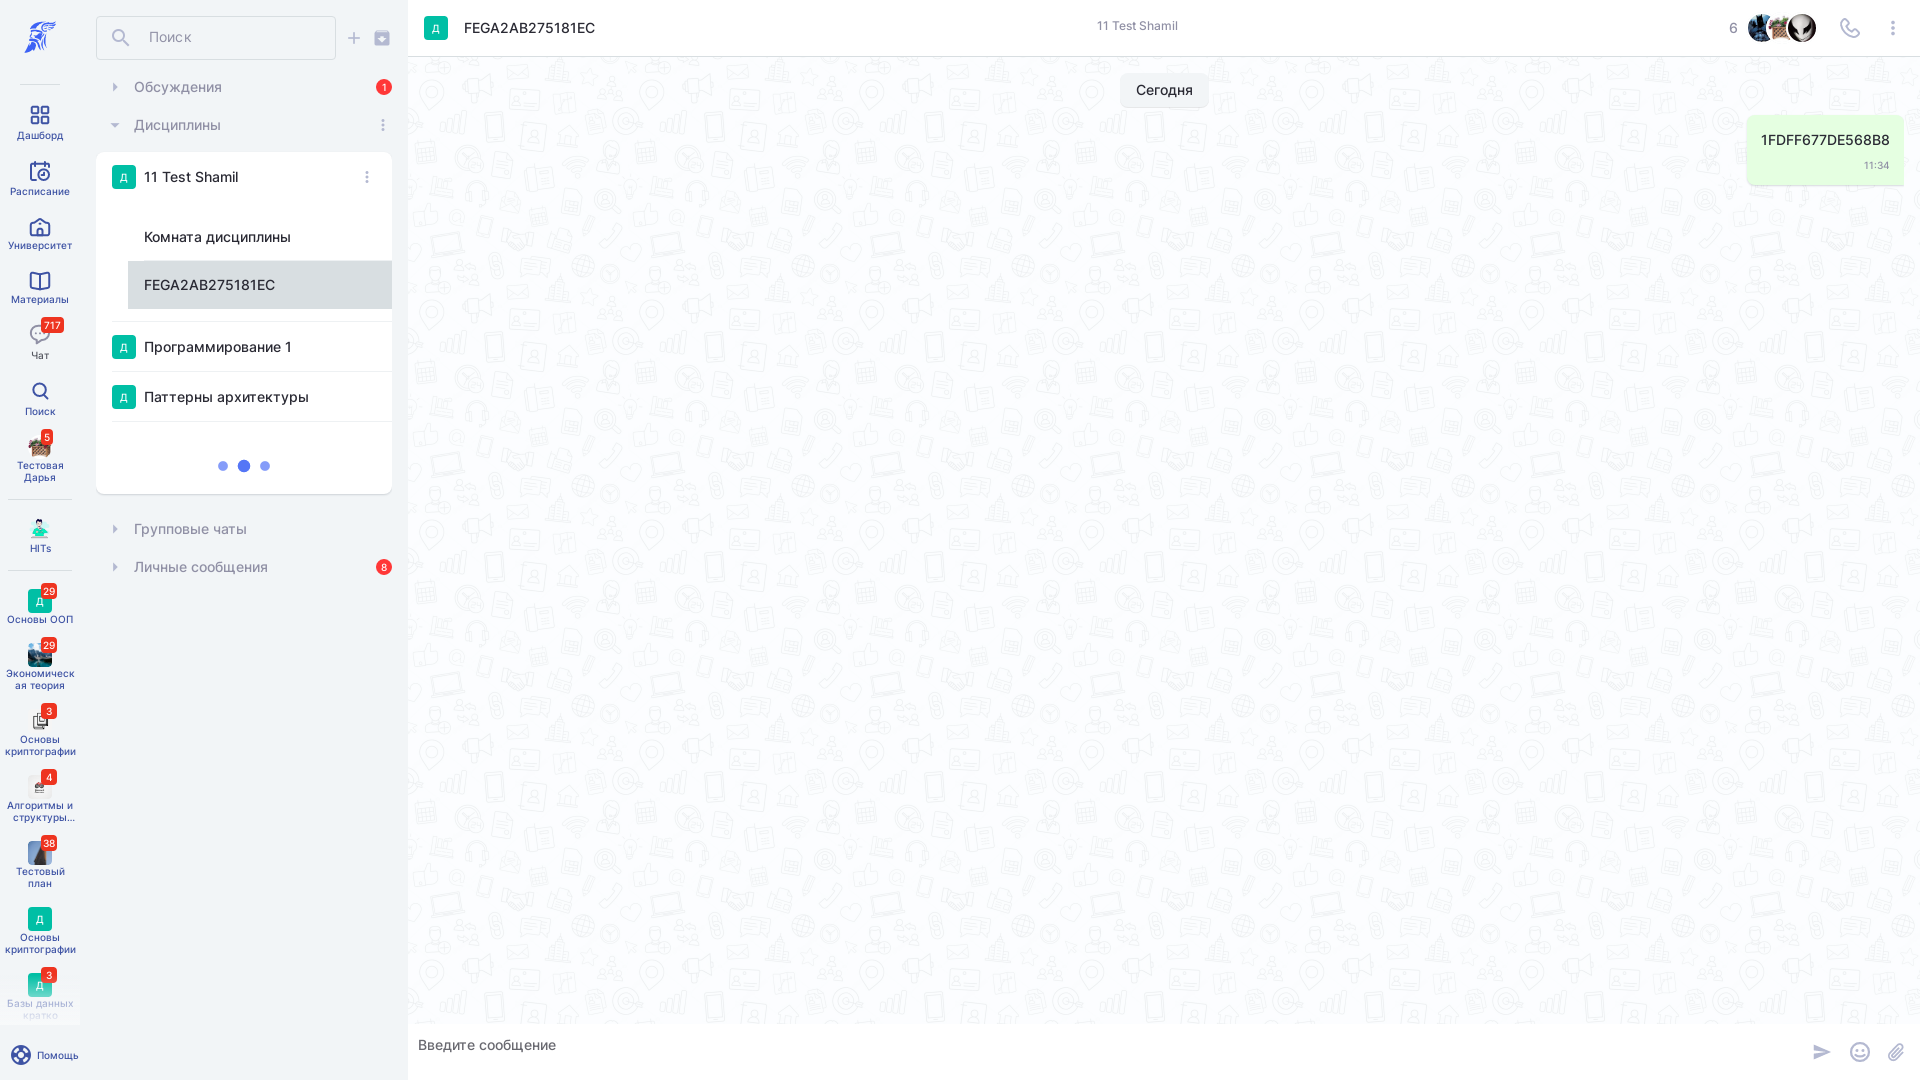 Дашборд
Расписание
Университет
Материалы
717
Чат
Поиск
5
Тестовая
Дарья
HITs
29
Д
Основы ООП
29
Экономическ
ая теория
3
Основы
криптографии
4
Алгоритмы и
структуры...
38
Тестовый
план
Д
Основы
криптографии
3
Д
Базы данных
кратко
Помощь
Поиск
Обсуждения
1
Дисциплины
Д
11 Test Shamil
Комната дисциплины
FEGA2AB275181EC
Д
Программирование 1
Д
Паттерны архитектуры
Групповые чаты
Личные сообщения
8
Д
FEGA2AB275181EC
11 Test Shamil
6
Сегодня
1FDFF677DE568B8
11:34
Введите сообщение